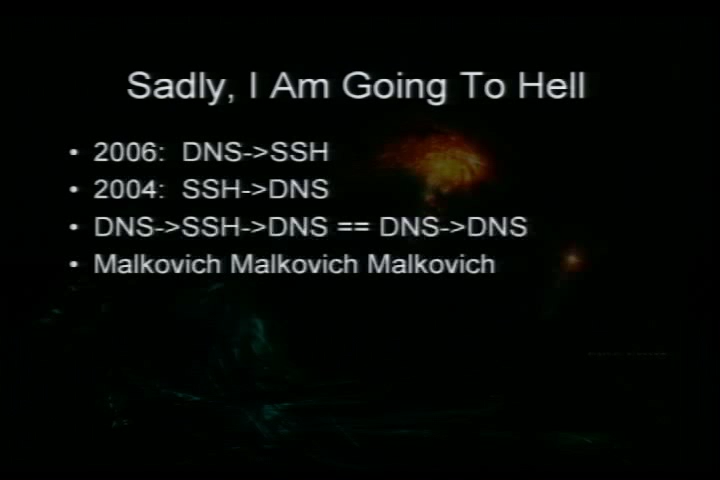 Sadly, I Am Going To Hell
• 2006: DNS->SSH
• 2004: SSH->DNS
• DNS->SSH->DNS == DNS->DNS
• Malkovich Malkovich Malkovich